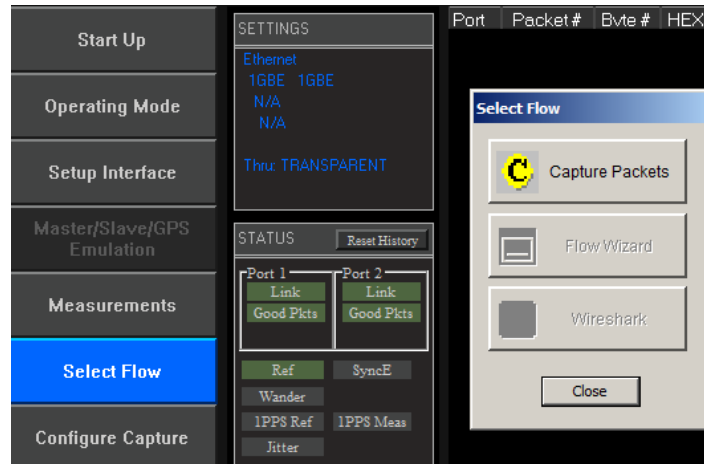 Start Up
Operating Mode
Setup Interface
Master/Slave/GPS
Emulation
Measurements
Select Flow
Configure Capture
SETTINGS
Ethernet
1GBE 1GBE
N/A
N/A
Thru: TRANSPARENT
STATUS Reset History
Port 1 Port 2
Link Link
Good Pkts Good Pkts
Ref SyncE
Wander
1PPS Ref 1PPS Meas
Jitter
Port Packet # Byte # HEX
Select Flow
C Capture Packets
Flow Wizard
Wireshark
Close